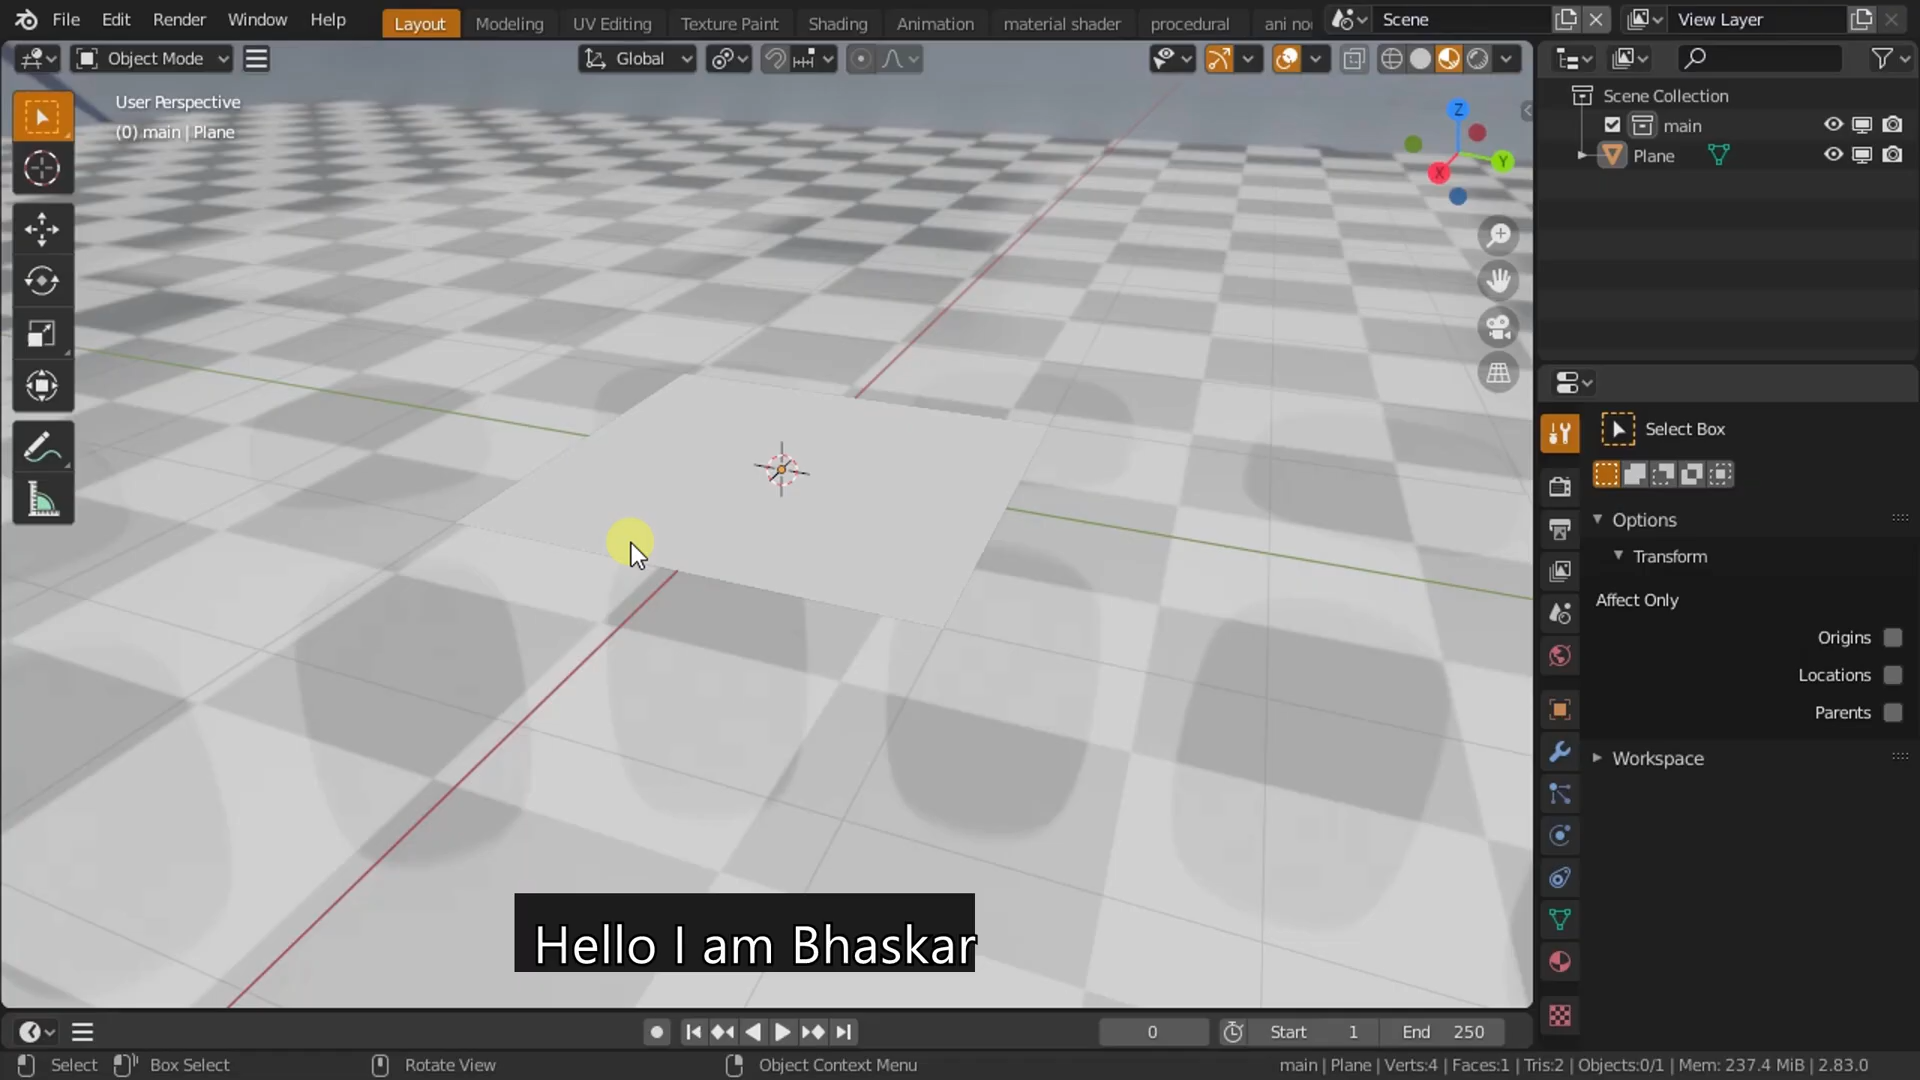 File Edit Render Window Help Layout Modeling UV Editing Texture Paint Shading Animation material shader procedural ani no Scene View Layer
Object Mode Global
User Perspective
(0) main | Plane
Z
Y
X
Scene Collection
main
Plane
Select Box
Options
Transform
Affect Only
Origins
Locations
Parents
Workspace
Hello I am Bhaskar
0 Start 1 End 250
Select Box Select Rotate View Object Context Menu main | Plane | Verts:4 | Faces:1 | Tris:2 | Objects:0/1 | Mem: 237.4 MiB | 2.83.0